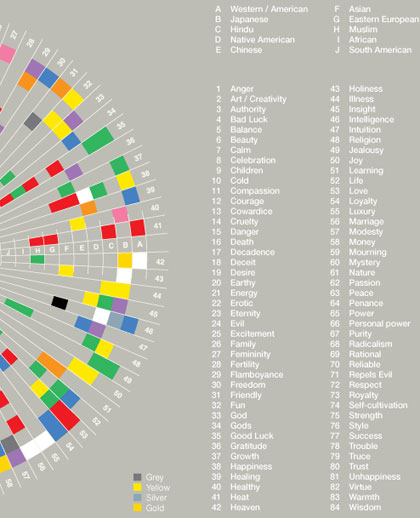 A Western / American
B Japanese
C Hindu
D Native American
E Chinese
F Asian
G Eastern European
H Muslim
I African
J South American
1 Anger
2 Art / Creativity
3 Authority
4 Bad Luck
5 Balance
6 Beauty
7 Calm
8 Celebration
9 Children
10 Cold
11 Compassion
12 Courage
13 Cowardice
14 Cruelty
15 Danger
16 Death
17 Decadence
18 Deceit
19 Desire
20 Earthy
21 Energy
22 Erotic
23 Eternity
24 Evil
25 Excitement
26 Family
27 Femininity
28 Fertility
29 Flamboyance
30 Freedom
31 Friendly
32 Fun
33 God
34 Gods
35 Good Luck
36 Gratitude
37 Growth
38 Happiness
39 Healing
40 Healthy
41 Heat
42 Heaven
43 Holiness
44 Illness
45 Insight
46 Intelligence
47 Intuition
48 Religion
49 Jealousy
50 Joy
51 Learning
52 Life
53 Love
54 Loyalty
55 Luxury
56 Marriage
57 Modesty
58 Money
59 Mourning
60 Mystery
61 Nature
62 Passion
63 Peace
64 Penance
65 Power
66 Personal power
67 Purity
68 Radicalism
69 Rational
70 Reliable
71 Repels Evil
72 Respect
73 Royalty
74 Self-cultivation
75 Strength
76 Style
77 Success
78 Trouble
79 Truce
80 Trust
81 Unhappiness
82 Virtue
83 Warmth
84 Wisdom
27
28
29
30
31
32
33
34
35
36
37
38
39
40
41
H G F E D C B A
42
43
44
45
46
47
48
49
50
51
52
53
54
55
56
57
58
Grey
Yellow
Silver
Gold